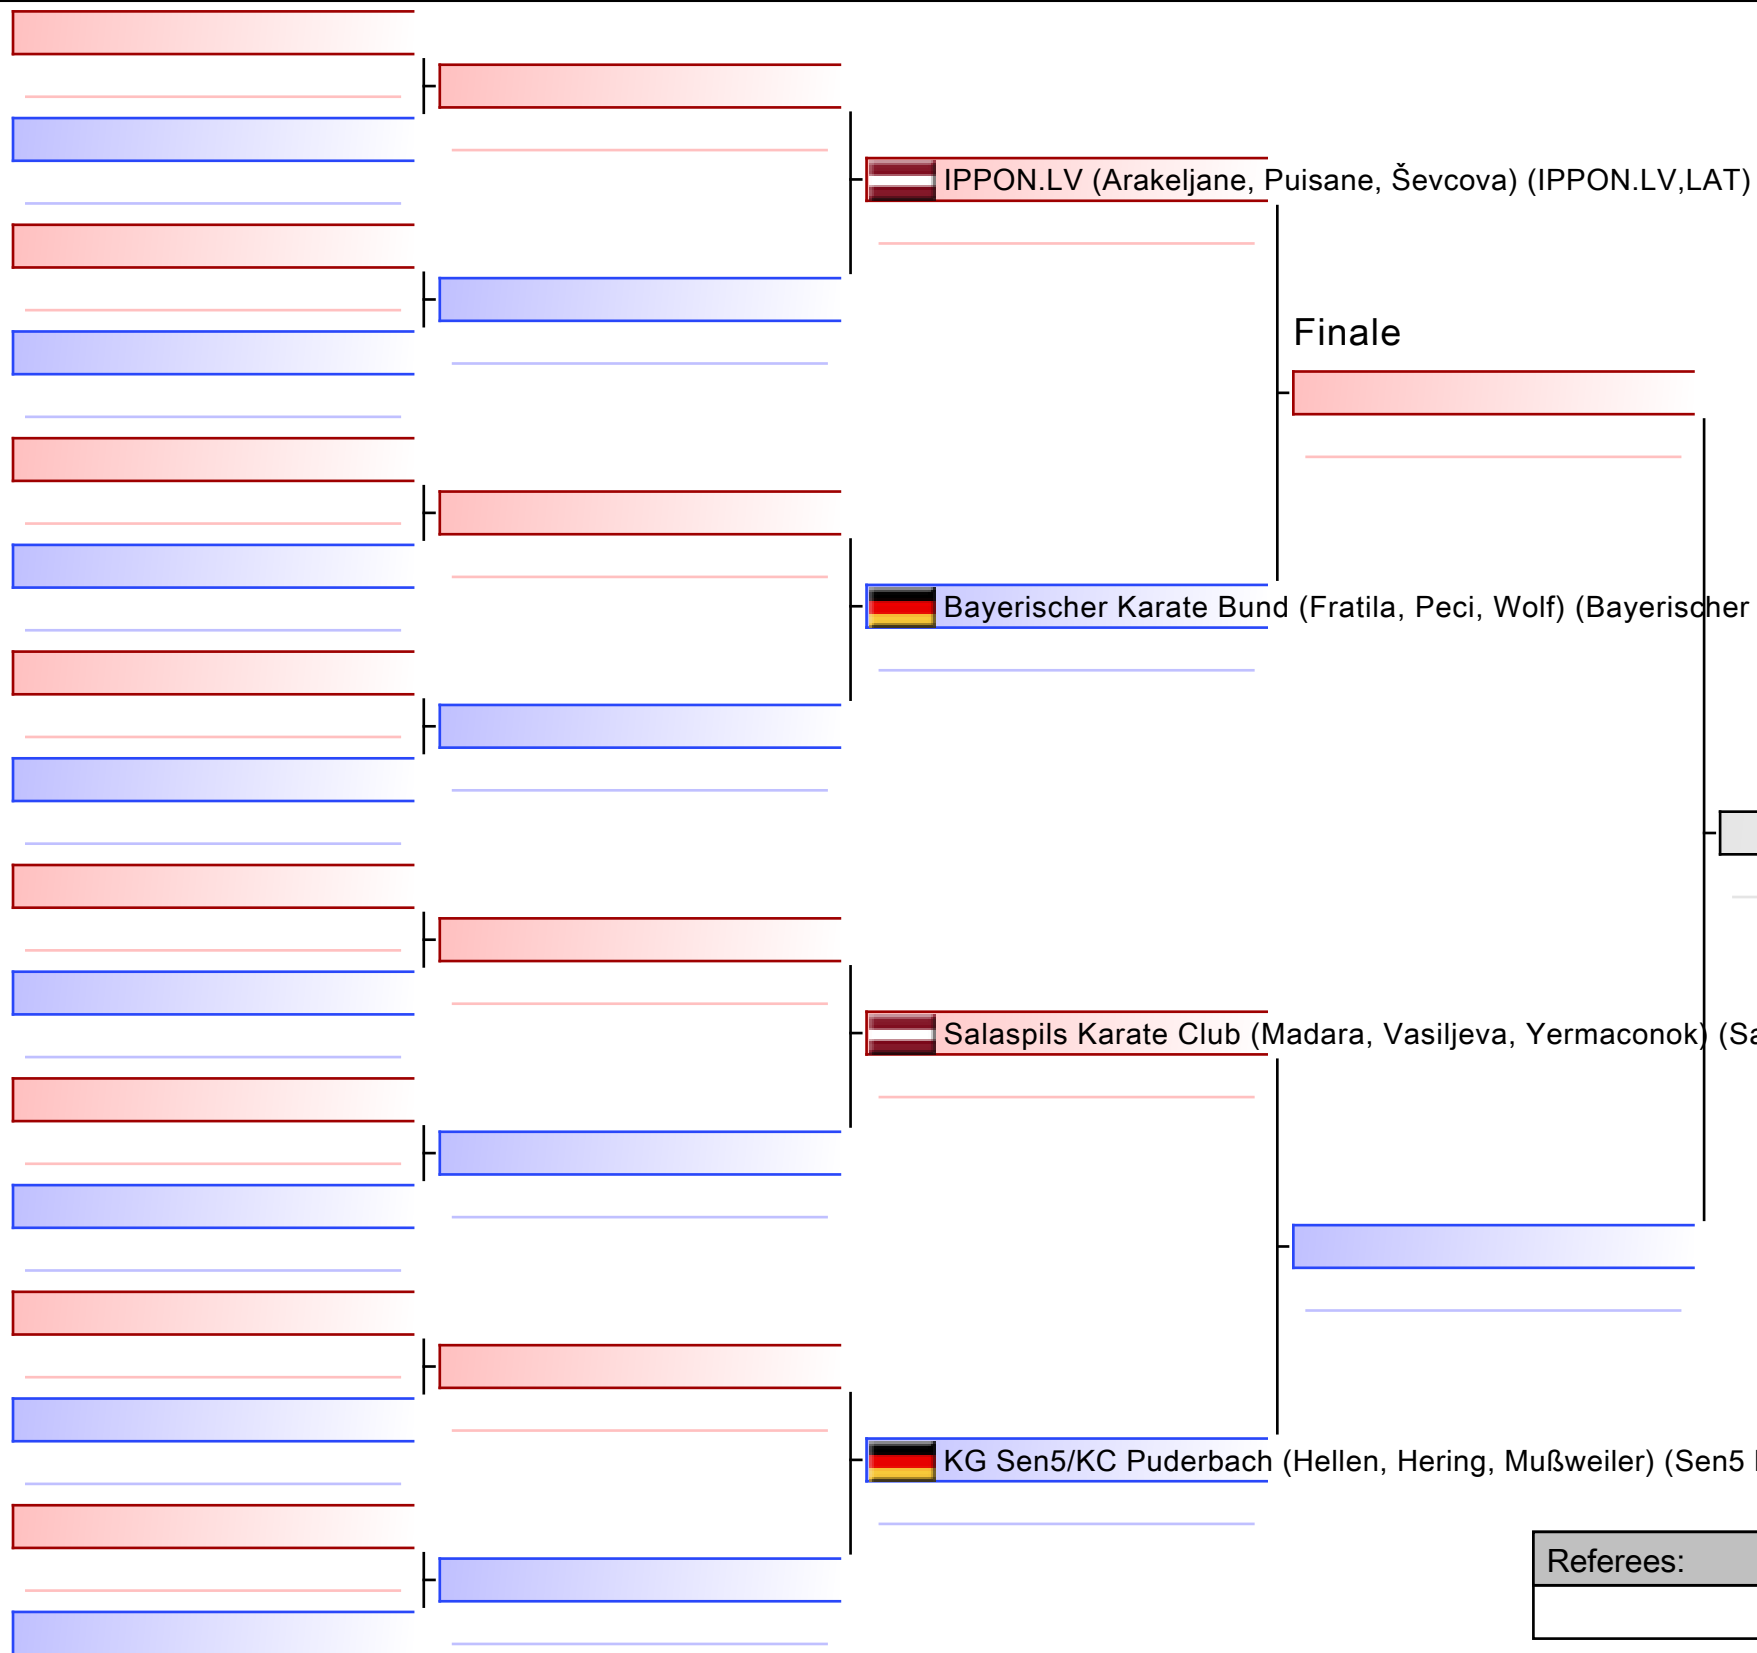 IPPON.LV (Arakeljane, Puisane, Ševcova) (IPPON.LV,LAT)
Finale
Bayerischer Karate Bund (Fratila, Peci, Wolf) (Bayerischer
Salaspils Karate Club (Madara, Vasiljeva, Yermaconok) (Sa
KG Sen5/KC Puderbach (Hellen, Hering, Mußweiler) (Sen5
Referees: